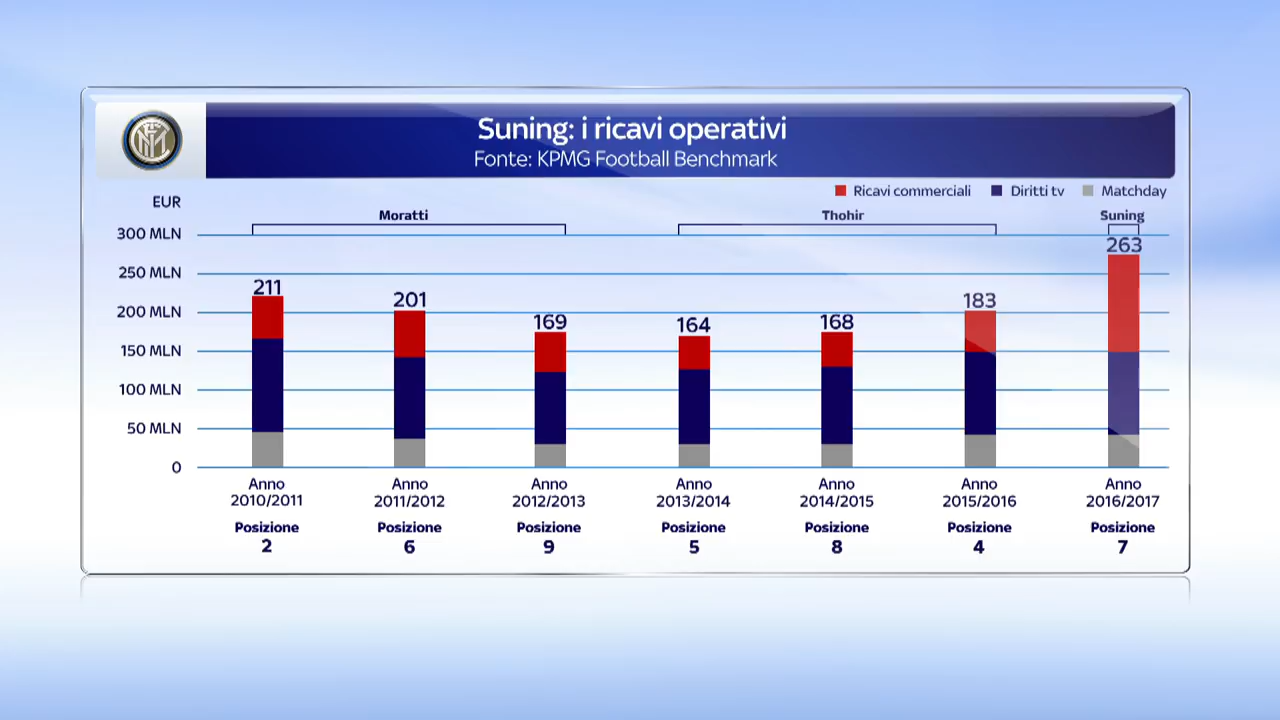 Suning: i ricavi operativi
Fonte: KPMG Football Benchmark
EUR
Ricavi commerciali Diritti tv Matchday
Moratti Thohir Suning
300 MLN
250 MLN
200 MLN
150 MLN
100 MLN
50 MLN
0
211 201 169 164 168 183 263
Anno Anno Anno Anno Anno Anno Anno
2010/2011 2011/2012 2012/2013 2013/2014 2014/2015 2015/2016 2016/2017
Posizione Posizione Posizione Posizione Posizione Posizione Posizione
2 6 9 5 8 4 7